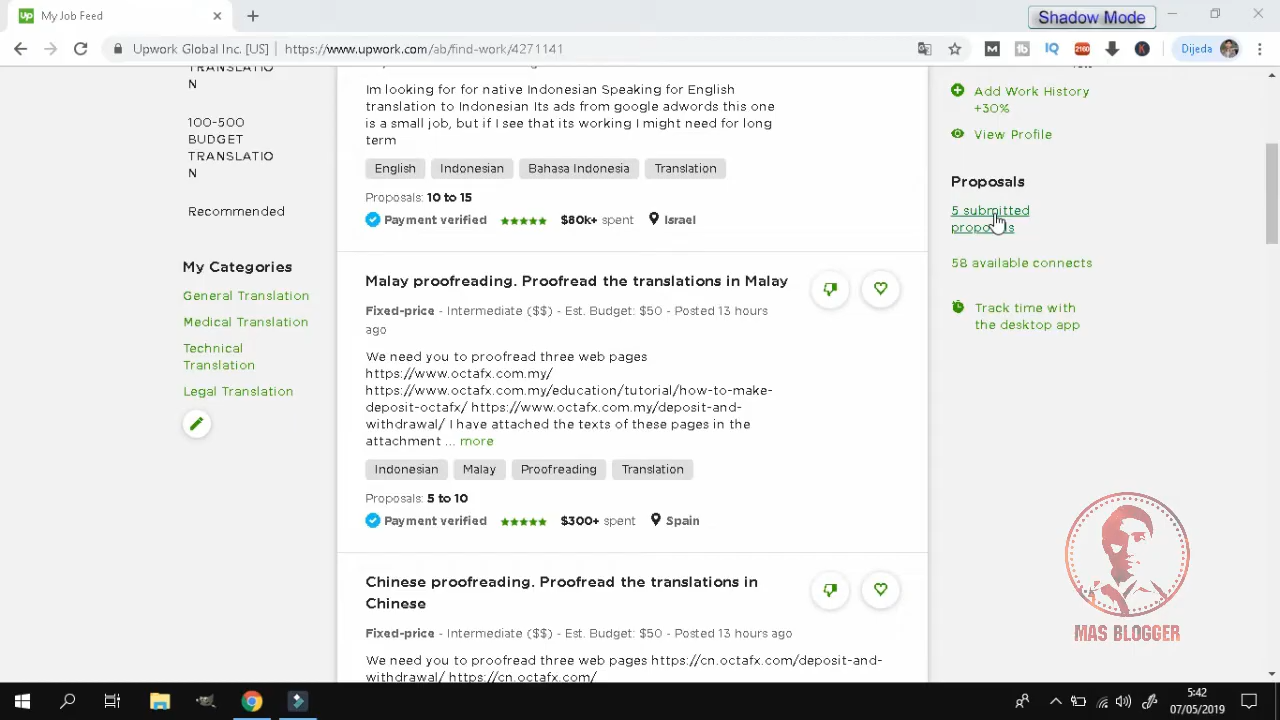 My Job Feed
Shadow Mode
Upwork Global Inc. [US]
https://www.upwork.com/ab/find-work/4271141
Dijeda
TRANSLATIO
N
100-500
BUDGET
TRANSLATIO
N
Recommended
My Categories
General Translation
Medical Translation
Technical
Translation
Legal Translation
Im looking for for native Indonesian Speaking for English
translation to Indonesian Its ads from google adwords this one
is a small job, but if I see that its working I might need for long
term
English Indonesian Bahasa Indonesia Translation
Proposals: 10 to 15
Payment verified $80k+ spent Israel
Malay proofreading. Proofread the translations in Malay
Fixed-price - Intermediate ($$) - Est. Budget: $50 - Posted 13 hours
ago
We need you to proofread three web pages
https://www.octafx.com.my/
https://www.octafx.com.my/education/tutorial/how-to-make-
deposit-octafx/ https://www.octafx.com.my/deposit-and-
withdrawal/ I have attached the texts of these pages in the
attachment ... more
Indonesian Malay Proofreading Translation
Proposals: 5 to 10
Payment verified $300+ spent Spain
Chinese proofreading. Proofread the translations in
Chinese
Fixed-price - Intermediate ($$) - Est. Budget: $50 - Posted 13 hours ago
We need you to proofread three web pages https://cn.octafx.com/deposit-and-
withdrawal/ https://cn.octafx.com/
Add Work History
+30%
View Profile
Proposals
5 submitted
proposals
58 available connects
Track time with
the desktop app
MAS BLOGGER
5:42
07/05/2019